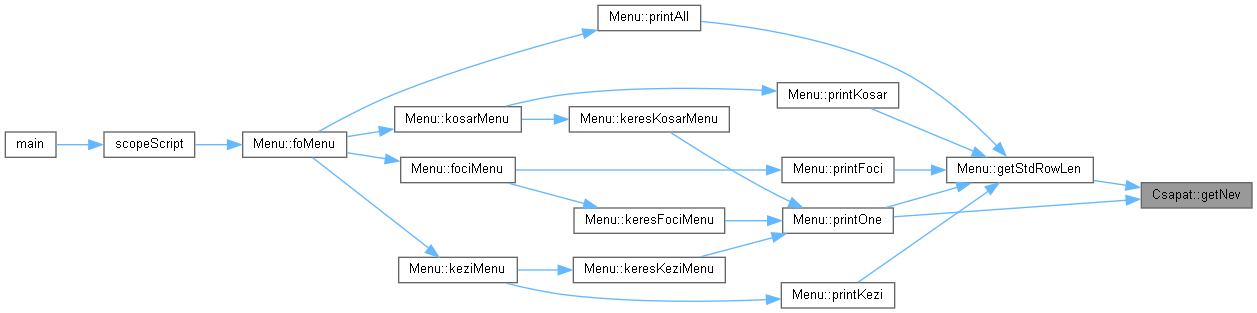 Menu::printAll
Menu::printKosar
Menu::kosarMenu
Menu::keresKosarMenu
main
scopeScript
Menu::foMenu
Menu::fociMenu
Menu::printFoci
Menu::getStdRowLen
Csapat::getNev
Menu::keresFociMenu
Menu::printOne
Menu::keziMenu
Menu::keresKeziMenu
Menu::printKezi